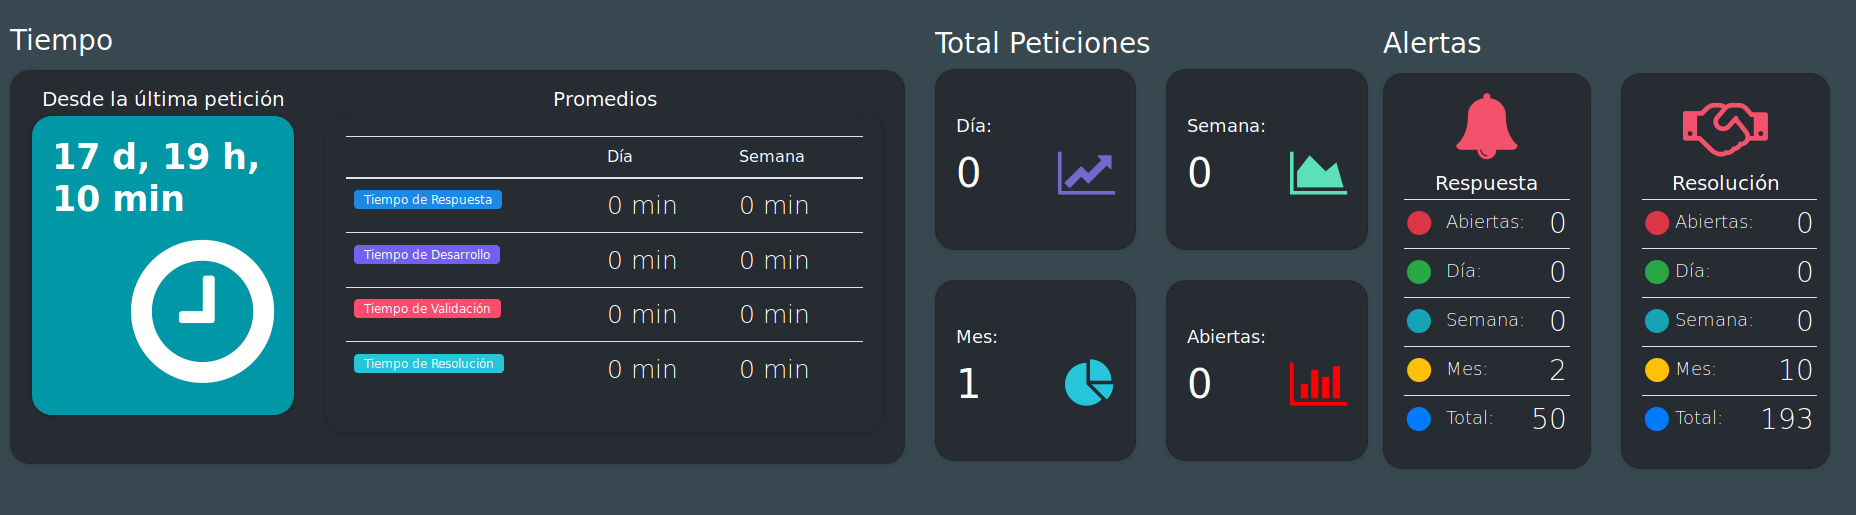 Tiempo
Desde la última petición
17 d, 19 h,
10 min
Promedios
Día Semana
Tiempo de Respuesta 0 min 0 min
Tiempo de Desarrollo 0 min 0 min
Tiempo de Validación 0 min 0 min
Tiempo de Resolución 0 min 0 min
Total Peticiones
Día:
0
Semana:
0
Mes:
1
Abiertas:
0
Alertas
Respuesta
Abiertas: 0
Día: 0
Semana: 0
Mes: 2
Total: 50
Resolución
Abiertas: 0
Día: 0
Semana: 0
Mes: 10
Total: 193